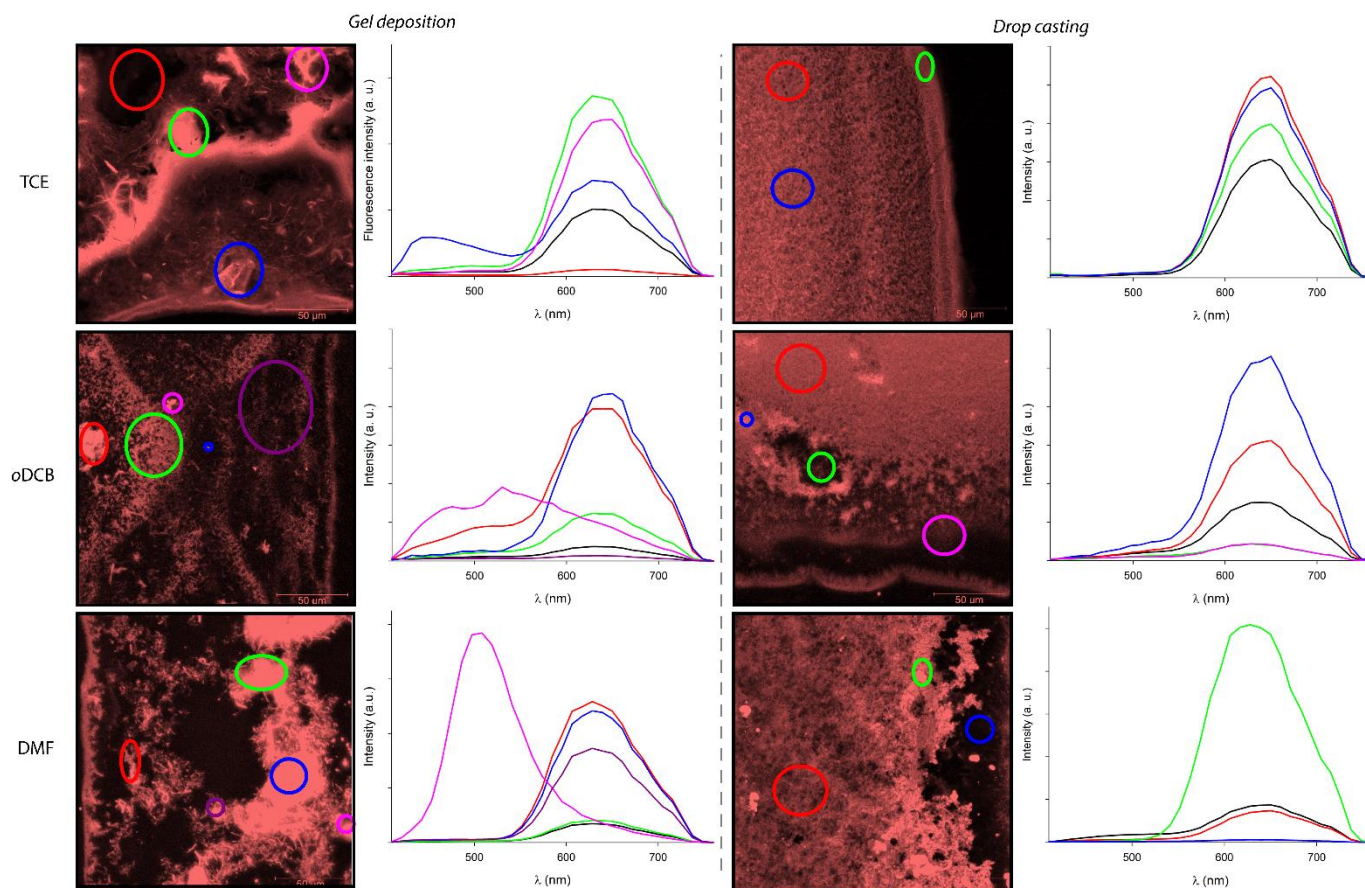 Gel deposition
Drop casting
TCE
50 µm
Fluorescence intensity (a. u.)
500 600 700
λ (nm)
50 µm
Intensity (a. u.)
500 600 700
λ (nm)
oDCB
50 µm
Intensity (a. u.)
500 600 700
λ (nm)
50 µm
Intensity (a. u.)
500 600 700
λ (nm)
DMF
50 µm
Intensity (a.u.)
500 600 700
λ (nm)
Intensity (a. u.)
500 600 700
λ (nm)